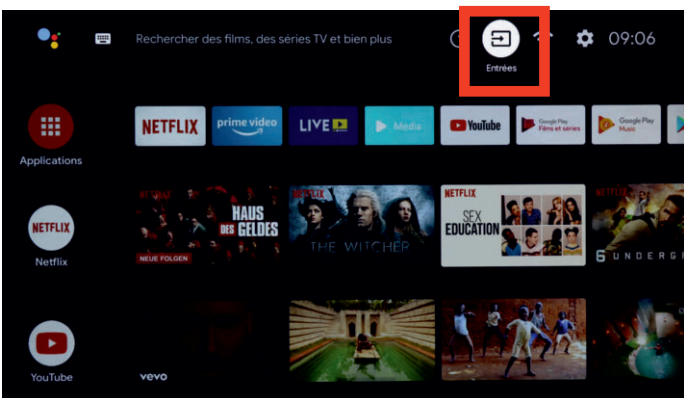 Rechercher des films, des séries TV et bien plus
Entrées
09:06
Applications
NETFLIX
prime video
LIVE
Media
YouTube
Google Play
Films et séries
Google Play
Music
NETFLIX
Netflix
NETFLIX
HAUS
DES GELDES
NEUE FOLGEN
NETFLIX
THE WITCHER
NETFLIX
SEX
EDUCATION
NETFLIX
6 UNDERGR
YouTube
vevo